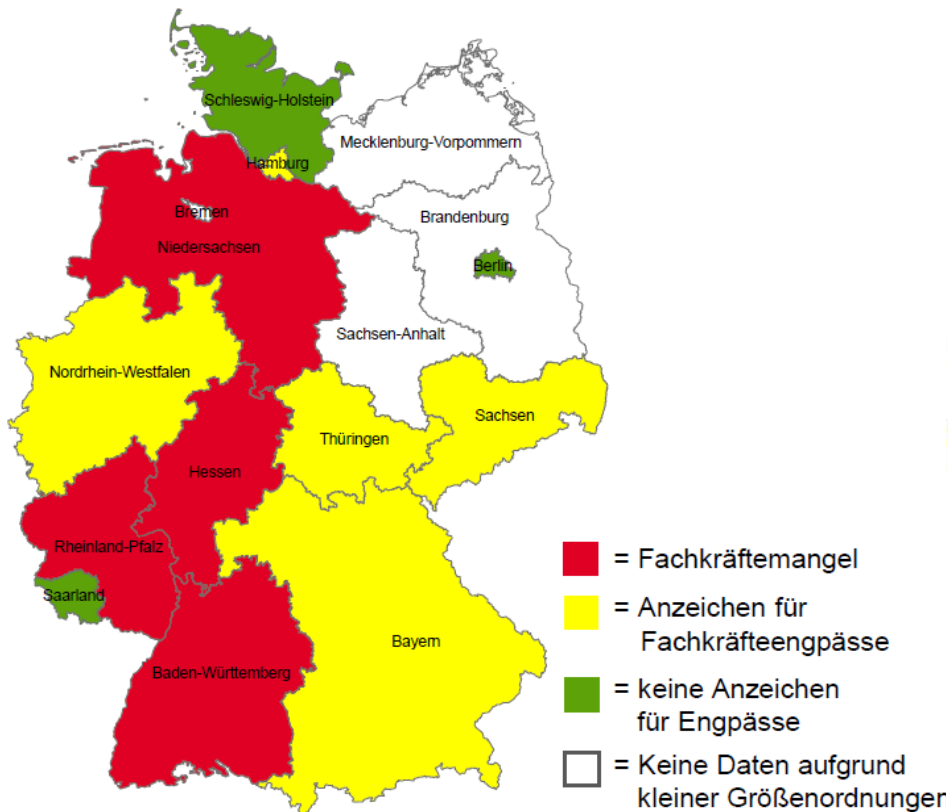 Schleswig-Holstein
Mecklenburg-Vorpommern
Hamburg
Bremen
Brandenburg
Niedersachsen
Berlin
Sachsen-Anhalt
Nordrhein-Westfalen
Sachsen
Thüringen
Hessen
Rheinland-Pfalz
Saarland
Bayern
Baden-Württemberg
= Fachkräftemangel
= Anzeichen für
Fachkräfteengpässe
= keine Anzeichen
für Engpässe
= Keine Daten aufgrund
kleiner Größenordnungen